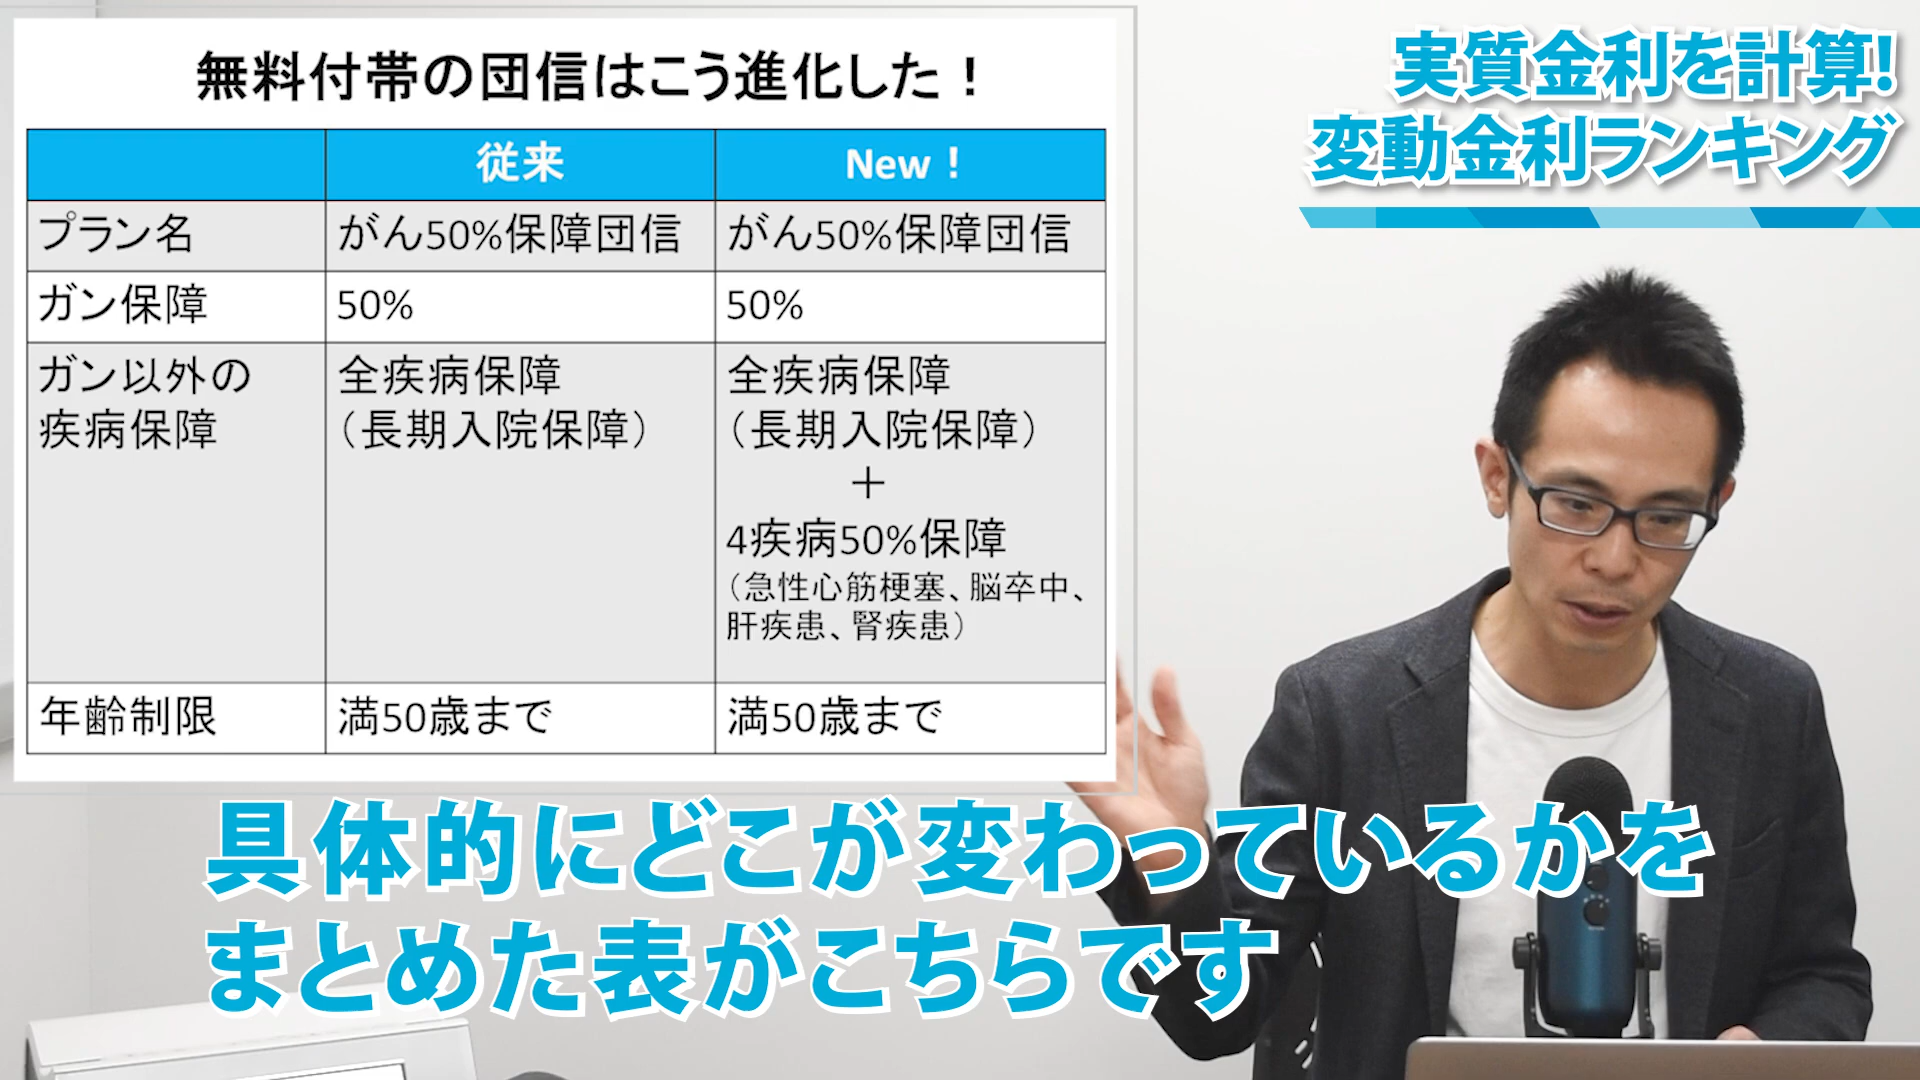 無料付帯の団信はこう進化した！
従来
New！
プラン名
がん50%保障団信
がん50%保障団信
ガン保障
50%
50%
ガン以外の
疾病保障
全疾病保障
（長期入院保障）
全疾病保障
（長期入院保障）
＋
4疾病50%保障
（急性心筋梗塞、脳卒中、
肝疾患、腎疾患）
年齢制限
満50歳まで
満50歳まで
実質金利を計算!
変動金利ランキング
具体的にどこが変わっているかを
まとめた表がこちらです